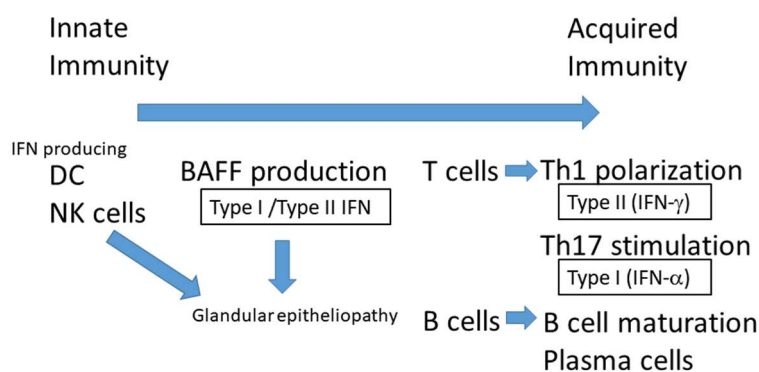 Innate
Immunity
Acquired
Immunity
IFN producing
DC
NK cells
BAFF production
Type I /Type II IFN
Glandular epitheliopathy
T cells
Th1 polarization
Type II (IFN-γ)
Th17 stimulation
Type I (IFN-α)
B cells
B cell maturation
Plasma cells